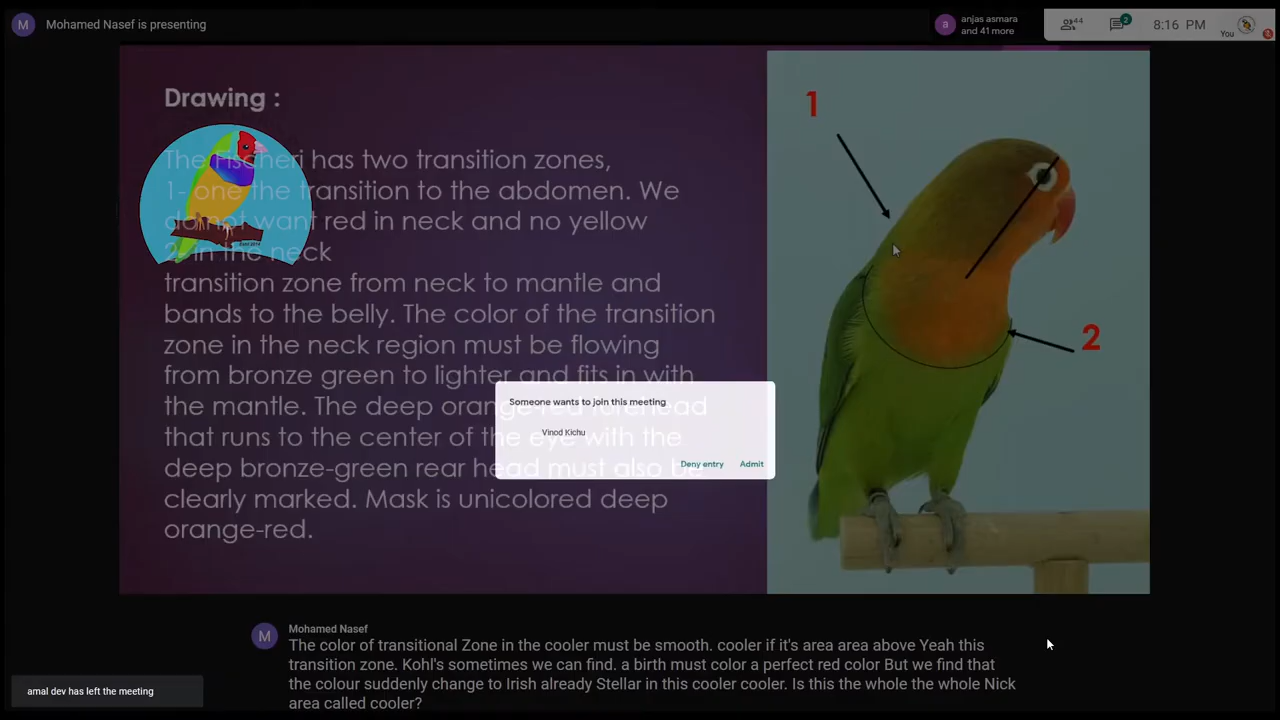 M Mohamed Nasef is presenting
a anjas asmara
and 41 more
44
2
8:16 PM
You
Drawing :
The Fischeri has two transition zones,
1- one the transition to the abdomen. We
do not want red in neck and no yellow
2- in the neck
transition zone from neck to mantle and
bands to the belly. The color of the transition
zone in the neck region must be flowing
from bronze green to lighter and fits in with
the mantle. The deep orange-red forehead
that runs to the center of the eye with the
deep bronze-green rear head must also be
clearly marked. Mask is unicolored deep
orange-red.
1
2
Someone wants to join this meeting
Vinod Kichu
Deny entry Admit
M Mohamed Nasef
The color of transitional Zone in the cooler must be smooth. cooler if it's area area above Yeah this
transition zone. Kohl's sometimes we can find. a birth must color a perfect red color But we find that
the colour suddenly change to Irish already Stellar in this cooler cooler. Is this the whole the whole Nick
area called cooler?
amal dev has left the meeting